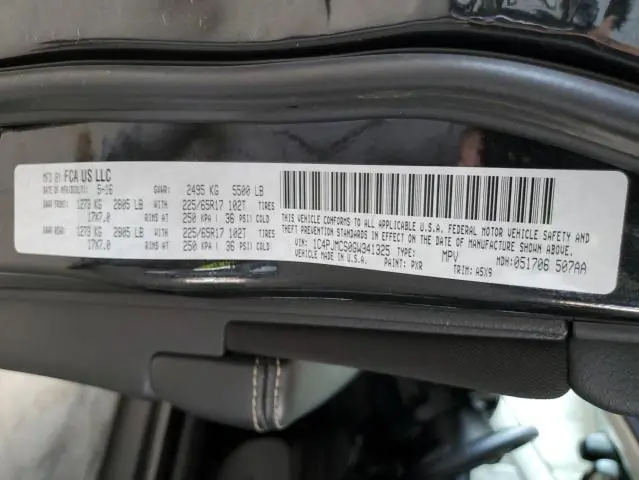 MFD BY FCA US LLC
DATE OF MFR: 5-16 GVWR: 2495 KG 5500 LB
GAWR FRONT: 1273 KG 2805 LB WITH 225/65R17 102T TIRES
17X7.0 RIMS AT 250 KPA ( 36 PSI) COLD
GAWR REAR: 1273 KG 2805 LB WITH 225/65R17 102T TIRES
17X7.0 RIMS AT 250 KPA ( 36 PSI) COLD
THIS VEHICLE CONFORMS TO ALL APPLICABLE U.S.A. FEDERAL MOTOR VEHICLE SAFETY AND
THEFT PREVENTION STANDARDS IN EFFECT ON THE DATE OF MANUFACTURE SHOWN ABOVE.
VIN: TYPE: MPV MDH: 051706 507AA
VEHICLE MADE IN U.S.A. PAINT: PXR TRIM: A5X9